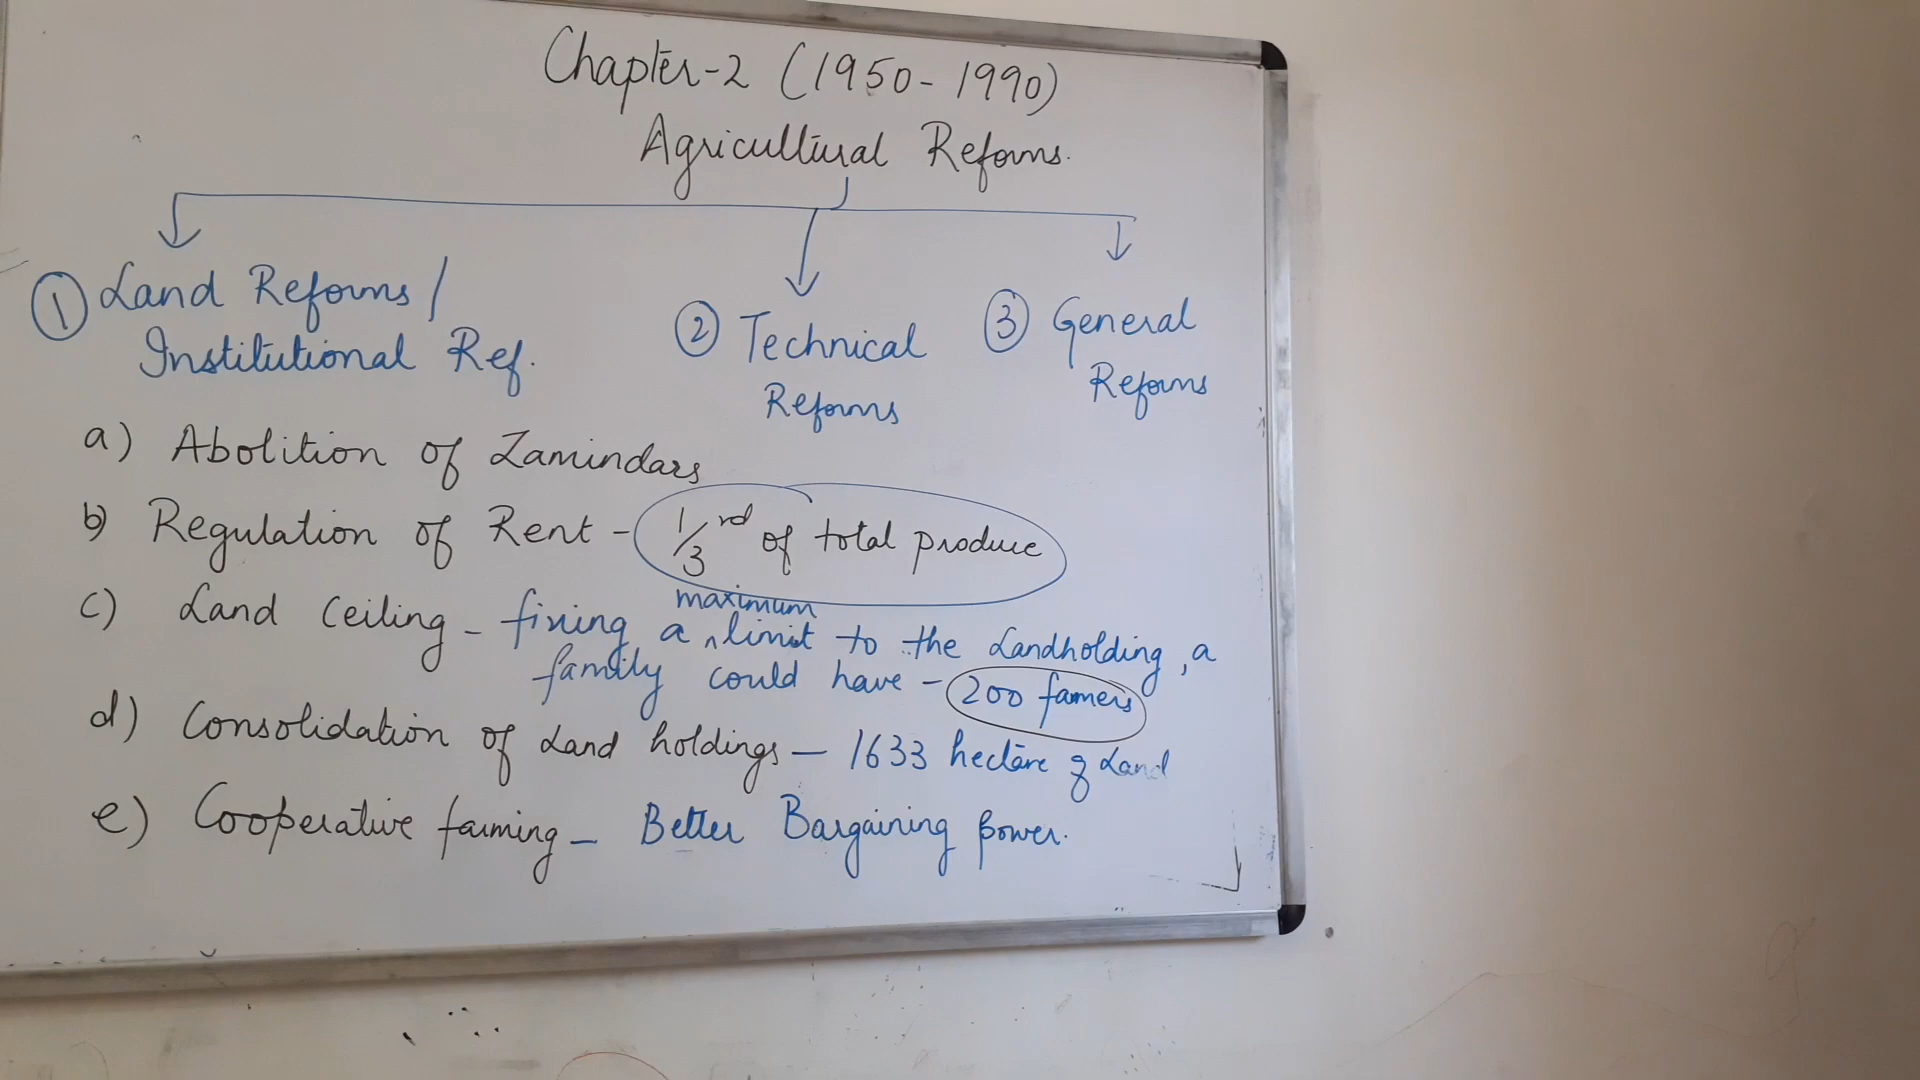 Chapter-2 (1950-1990)
Agricultural Reforms.
① Land Reforms/
Institutional Ref.
② Technical
Reforms
③ General
Reforms
a) Abolition of Zamindars
b) Regulation of Rent - 1/3rd of total produce
c) Land Ceiling - fixing a maximum limit to the Landholding, a
family could have - 200 famers
d) Consolidation of Land holdings - 1633 hectare of Land
e) Cooperative farming - Better Bargaining power.